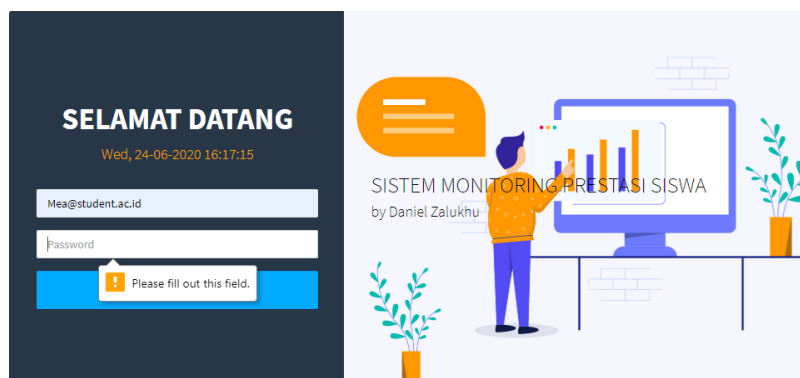 SELAMAT DATANG
Wed, 24-06-2020 16:17:15
Mea@student.ac.id
Password
Please fill out this field.
SISTEM MONITORING PRESTASI SISWA
by Daniel Zalukhu